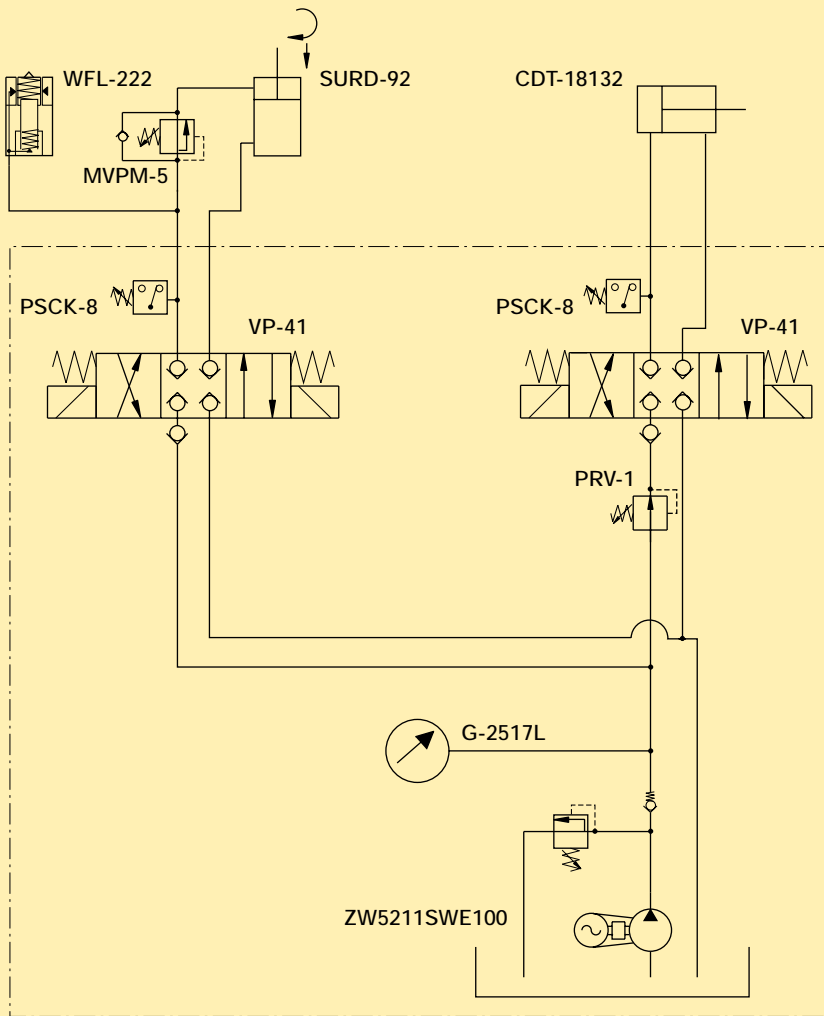 WFL-222
SURD-92
CDT-18132
MVPM-5
PSCK-8
PSCK-8
VP-41
VP-41
PRV-1
G-2517L
ZW5211SWE100